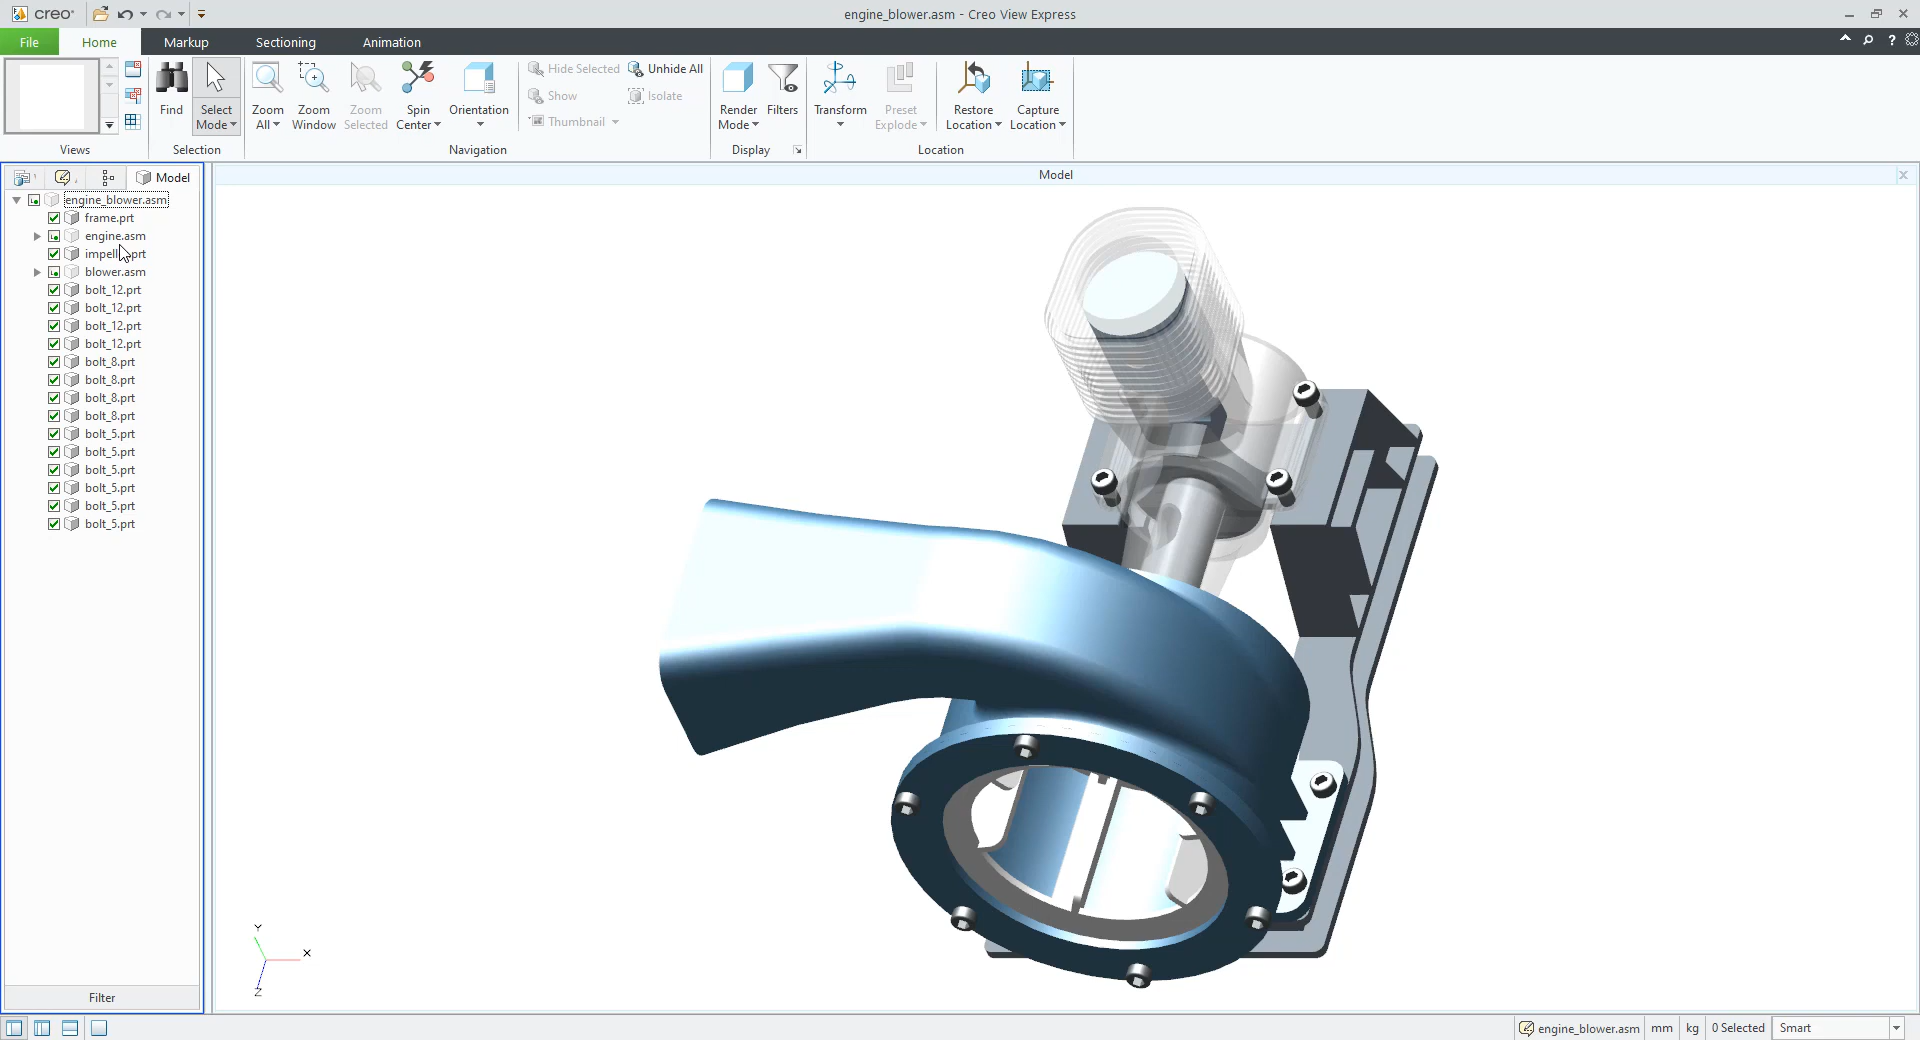 creo
engine_blower.asm - Creo View Express
File
Home
Markup
Sectioning
Animation
?
Find
Select
Mode
Zoom
All
Zoom
Window
Zoom
Selected
Spin
Center
Orientation
Hide Selected
Unhide All
Show
Isolate
Thumbnail
Render
Mode
Filters
Transform
Preset
Explode
Restore
Location
Capture
Location
Views
Selection
Navigation
Display
Location
Model
Model
engine_blower.asm
frame.prt
engine.asm
blower.asm
bolt_12.prt
bolt_12.prt
bolt_12.prt
bolt_12.prt
bolt_8.prt
bolt_8.prt
bolt_8.prt
bolt_8.prt
bolt_5.prt
bolt_5.prt
bolt_5.prt
bolt_5.prt
bolt_5.prt
bolt_5.prt
Y
X
Z
Filter
engine_blower.asm
mm
kg
0 Selected
Smart